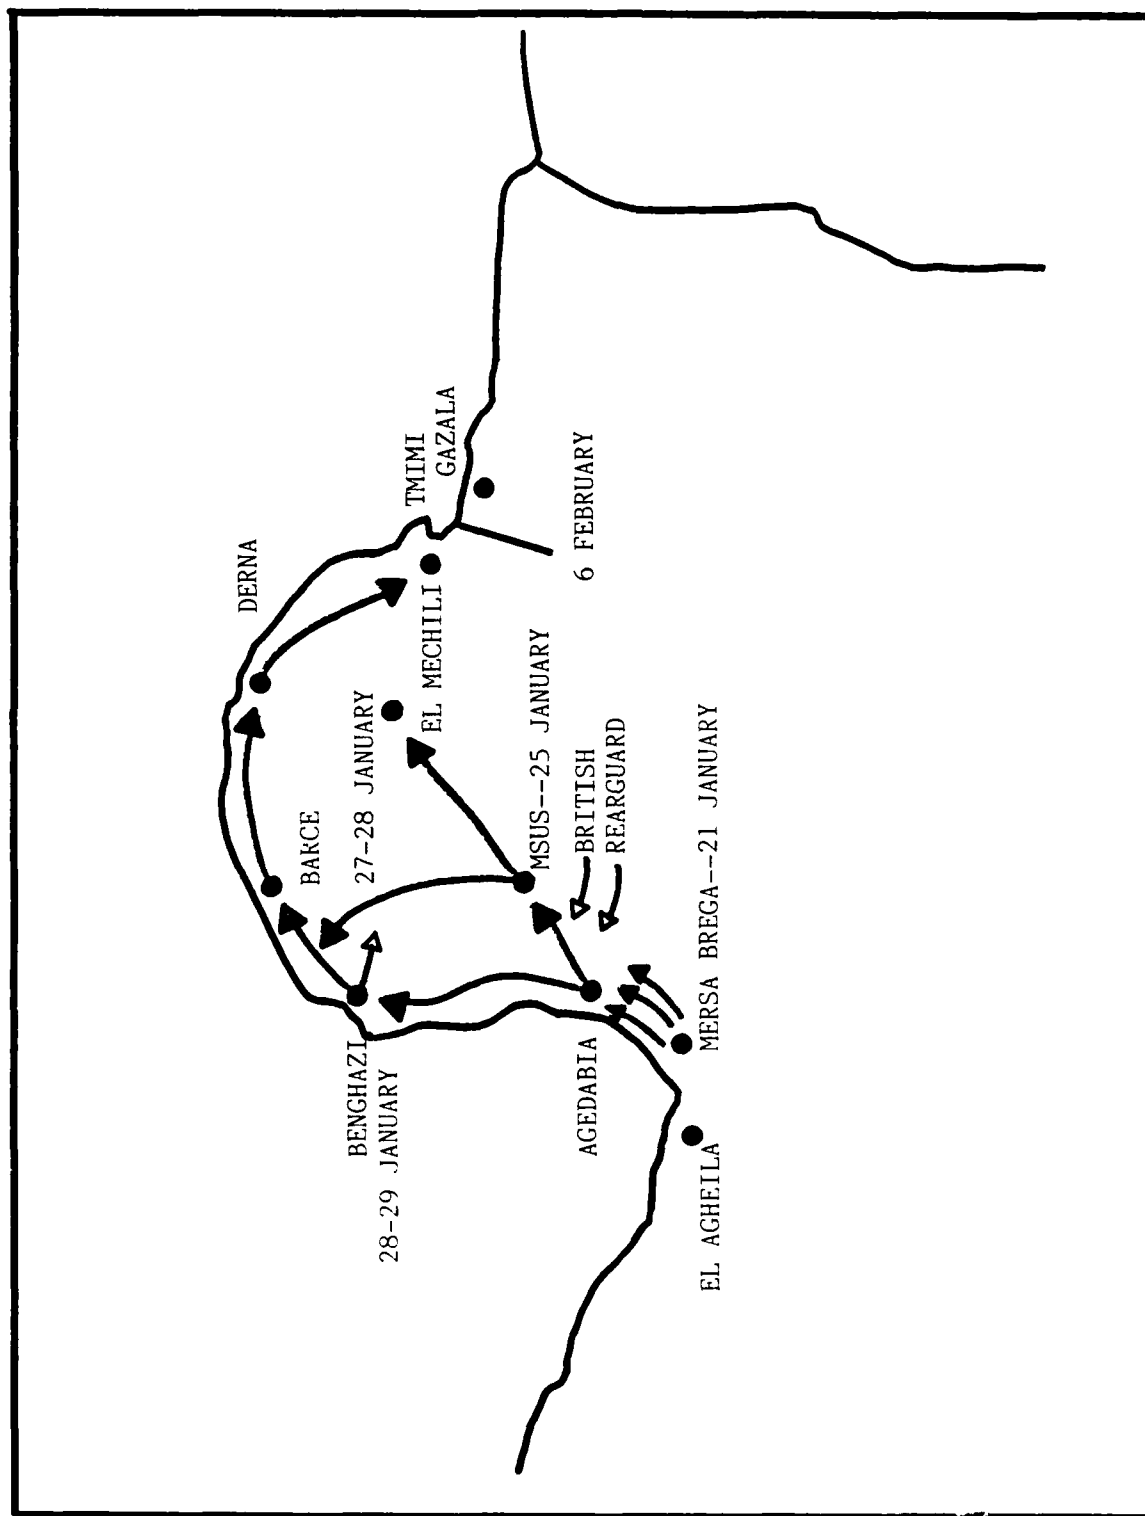 DERNA
TMIMI
GAZALA
BARCE
27-28 JANUARY
EL MECHILI
6 FEBRUARY
BENGHAZI
28-29 JANUARY
MSUS--25 JANUARY
BRITISH
REARGUARD
AGEDABIA
MERSA BREGA--21 JANUARY
EL AGHEILA